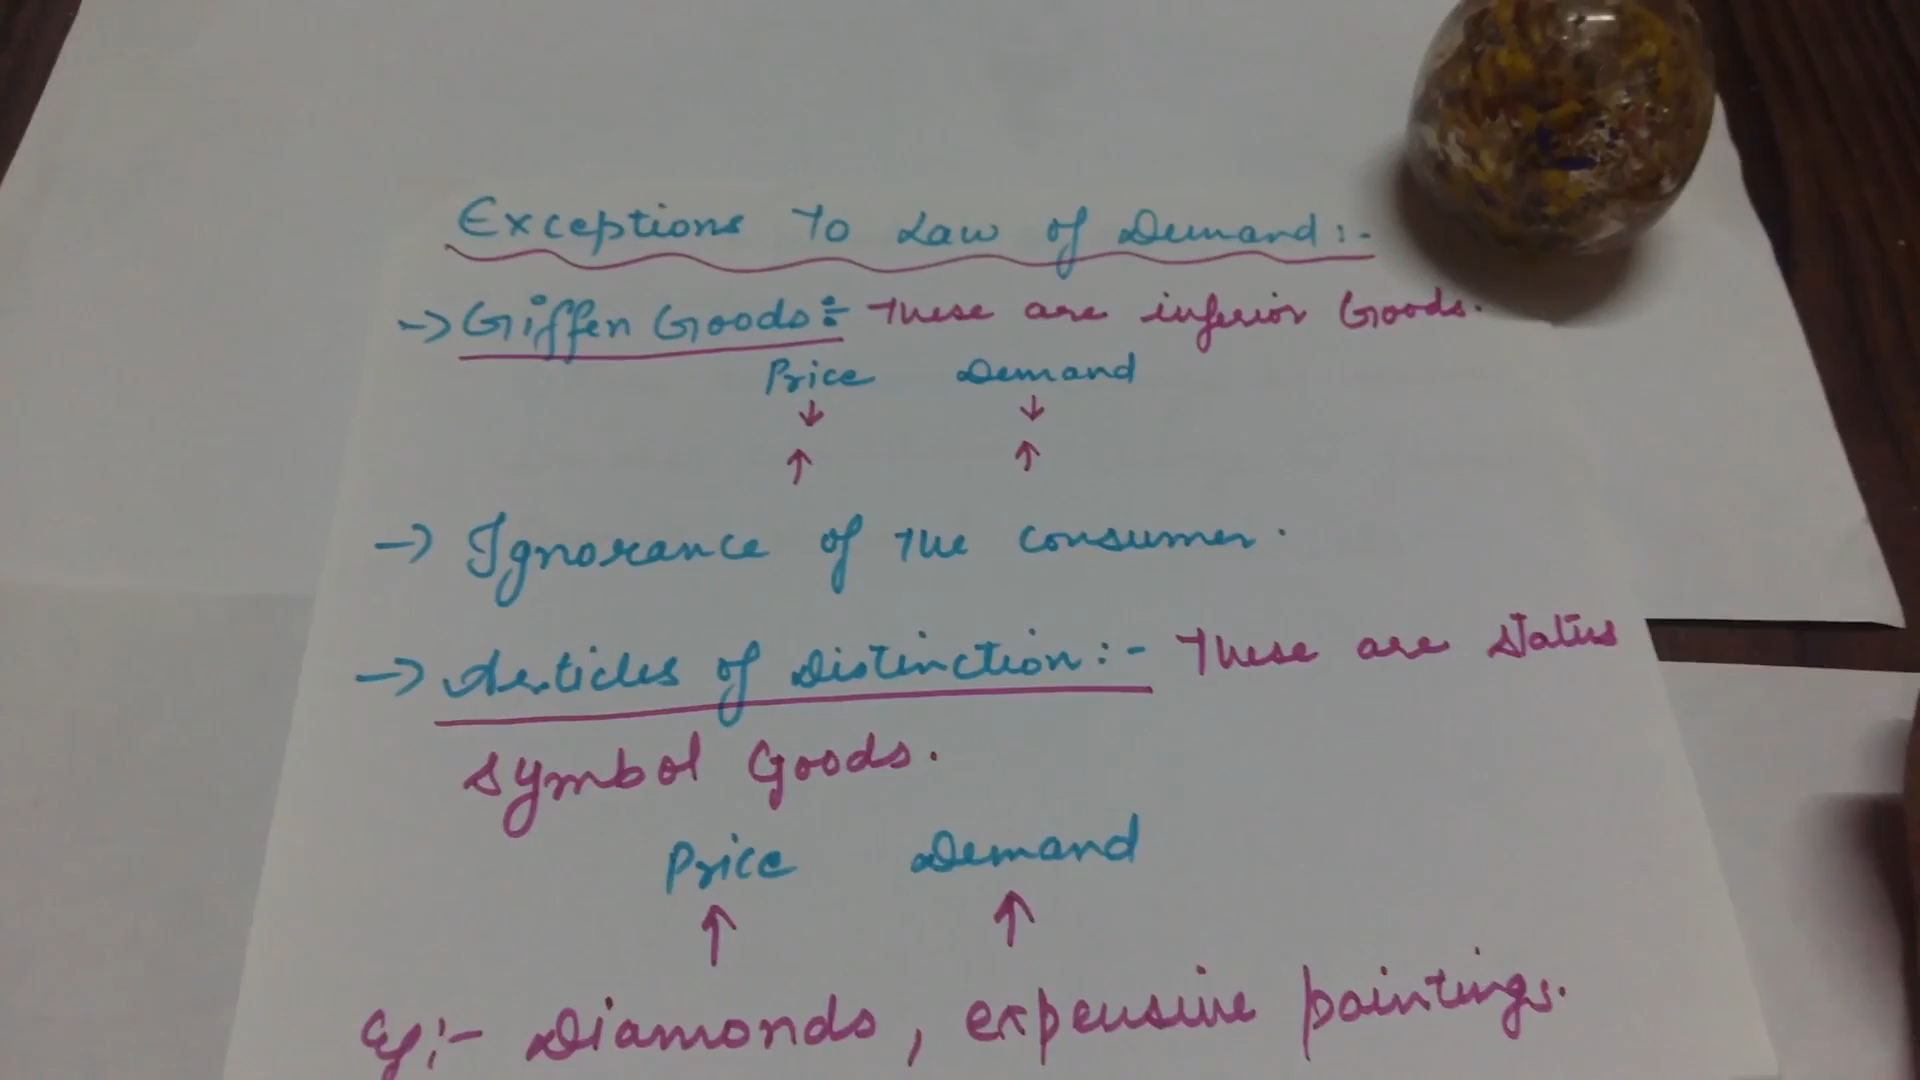 Exceptions To Law of Demand :-
→ Giffen Goods :- These are inferior Goods.
Price Demand
↓ ↓
↑ ↑
→ Ignorance of the consumer.
→ Articles of Distinction :- These are status
symbol Goods.
Price Demand
↑ ↑
Eg :- Diamonds, expensive paintings.